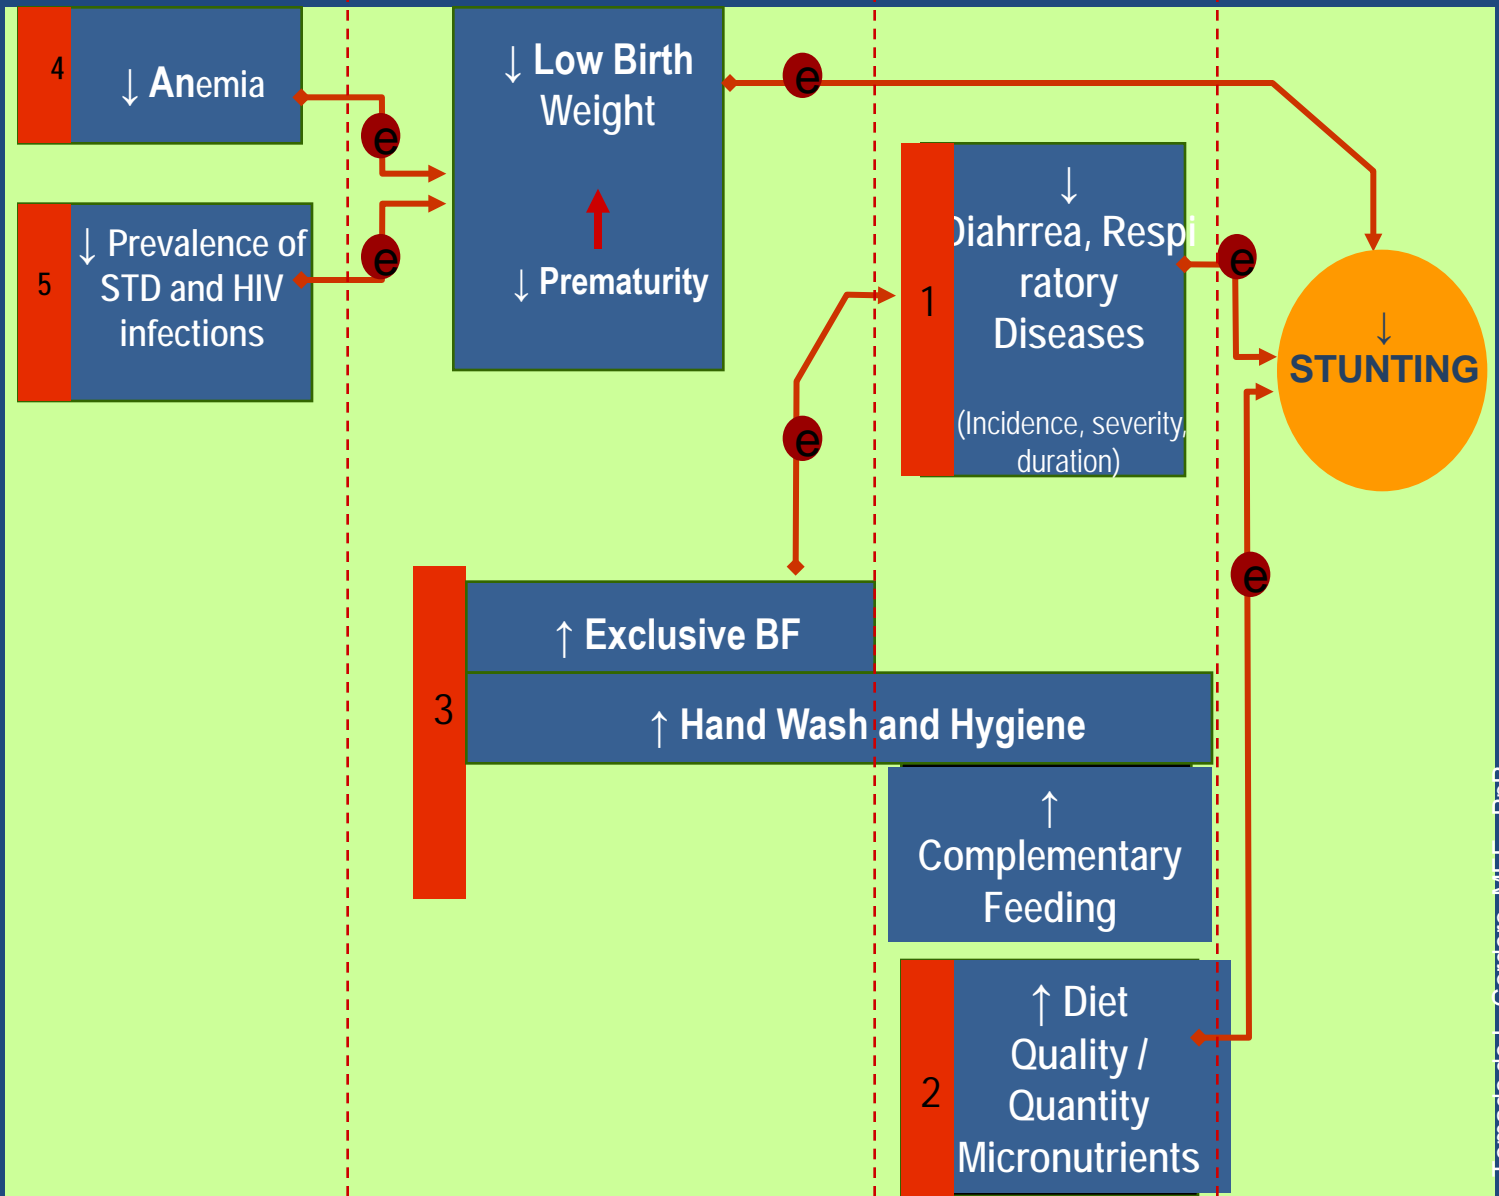 4
↓ Anemia
e
5
↓ Prevalence of
STD and HIV
infections
e
↓ Low Birth
Weight
↓ Prematurity
e
1
↓
Diahrrea, Respi
ratory
Diseases
(Incidence, severity,
duration)
e
↓
STUNTING
e
3
↑ Exclusive BF
↑ Hand Wash and Hygiene
↑
Complementary
Feeding
2
↑ Diet
Quality /
Quantity
Micronutrients
e